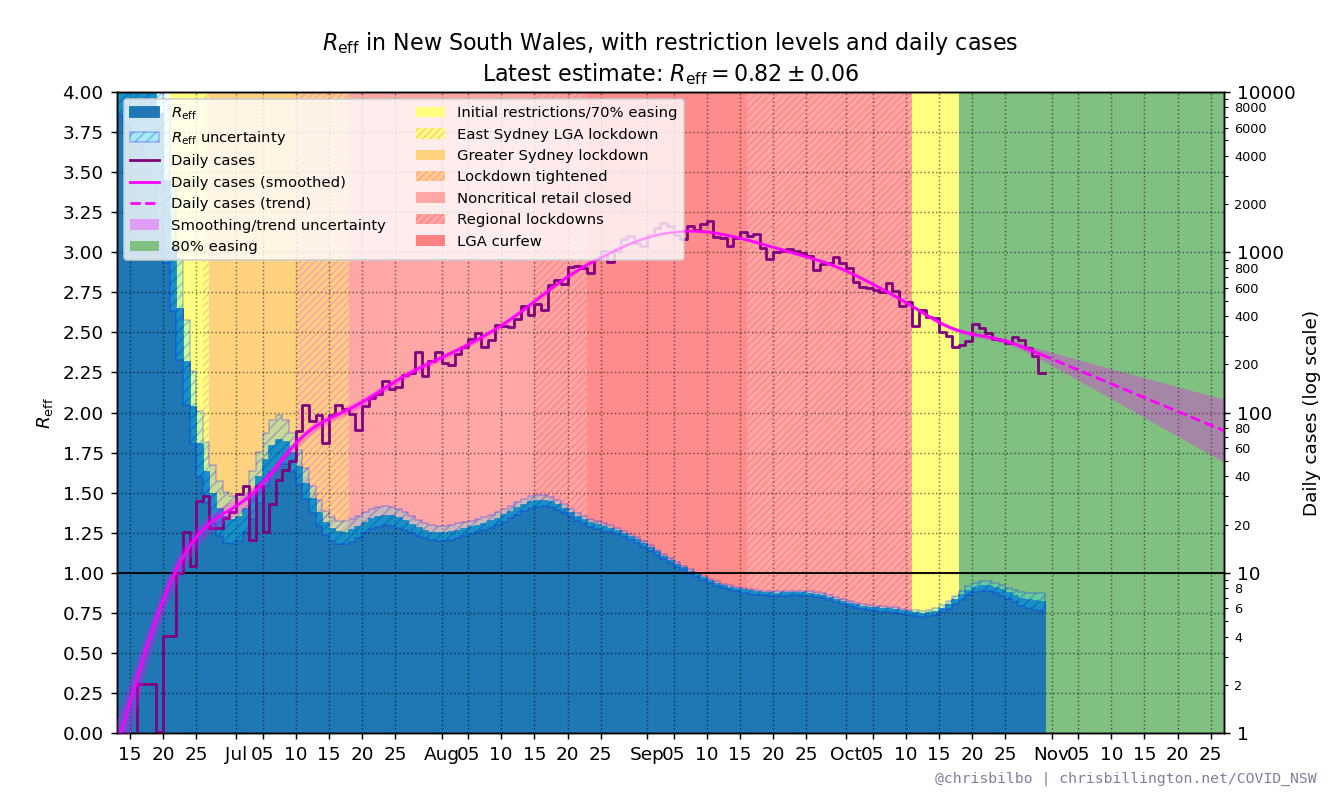 R_eff in New South Wales, with restriction levels and daily cases
Latest estimate: R_eff = 0.82 ± 0.06
4.00
3.75
3.50
3.25
3.00
2.75
2.50
2.25
2.00
1.75
1.50
1.25
1.00
0.75
0.50
0.25
0.00
R_eff
R_eff
R_eff uncertainty
Daily cases
Daily cases (smoothed)
Daily cases (trend)
Smoothing/trend uncertainty
80% easing
Initial restrictions/70% easing
East Sydney LGA lockdown
Greater Sydney lockdown
Lockdown tightened
Noncritical retail closed
Regional lockdowns
LGA curfew
10000
8000
6000
4000
2000
1000
800
600
400
200
100
80
60
40
20
10
8
6
4
2
1
Daily cases (log scale)
15 20 25 Jul 05 10 15 20 25 Aug 05 10 15 20 25 Sep 05 10 15 20 25 Oct 05 10 15 20 25 Nov 05 10 15 20 25
@chrisbilbo | chrisbillington.net/COVID_NSW